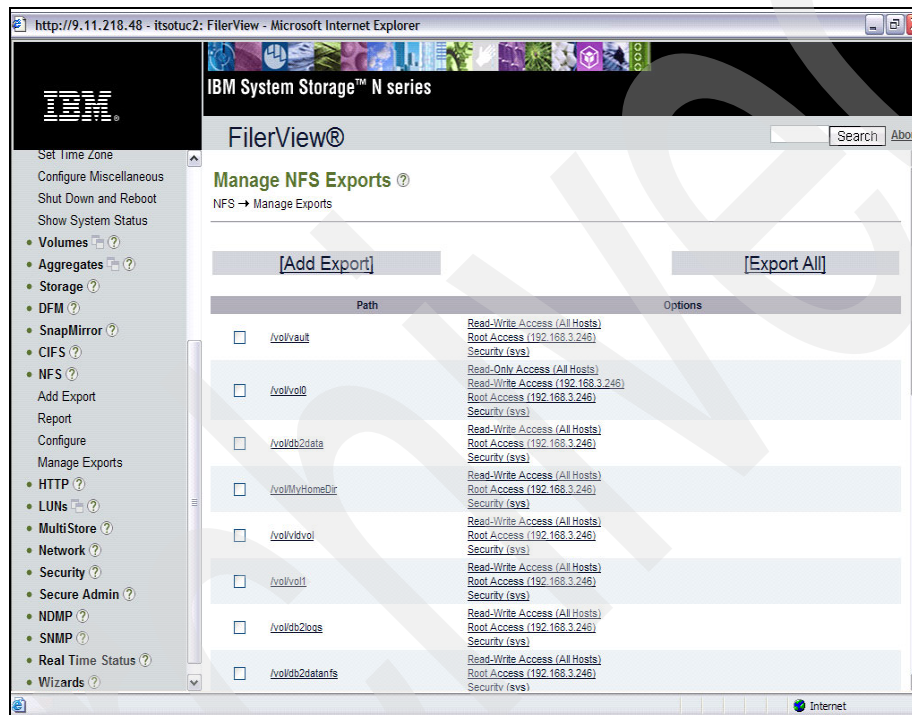 http://9.11.218.48 - itsotuc2: FilerView - Microsoft Internet Explorer
IBM®
IBM System Storage™ N series
FilerView®
Search
Abo
Set Time Zone
Configure Miscellaneous
Shut Down and Reboot
Show System Status
• Volumes ?
• Aggregates ?
• Storage ?
• DFM ?
• SnapMirror ?
• CIFS ?
• NFS ?
Add Export
Report
Configure
Manage Exports
• HTTP ?
• LUNs ?
• MultiStore ?
• Network ?
• Security ?
• Secure Admin ?
• NDMP ?
• SNMP ?
• Real Time Status ?
• Wizards ?
Manage NFS Exports ?
NFS → Manage Exports
[Add Export] [Export All]
Path Options
/vol/vault
Read-Write Access (All Hosts)
Root Access (192.168.3.246)
Security (sys)
/vol/vol0
Read-Only Access (All Hosts)
Read-Write Access (192.168.3.246)
Root Access (192.168.3.246)
Security (sys)
/vol/db2data
Read-Write Access (All Hosts)
Root Access (192.168.3.246)
Security (sys)
/vol/MyHomeDir
Read-Write Access (All Hosts)
Root Access (192.168.3.246)
Security (sys)
/vol/vldvol
Read-Write Access (All Hosts)
Root Access (192.168.3.246)
Security (sys)
/vol/vol1
Read-Write Access (All Hosts)
Root Access (192.168.3.246)
Security (sys)
/vol/db2logs
Read-Write Access (All Hosts)
Root Access (192.168.3.246)
Security (sys)
/vol/db2datanfs
Read-Write Access (All Hosts)
Root Access (192.168.3.246)
Security (sys)
Internet